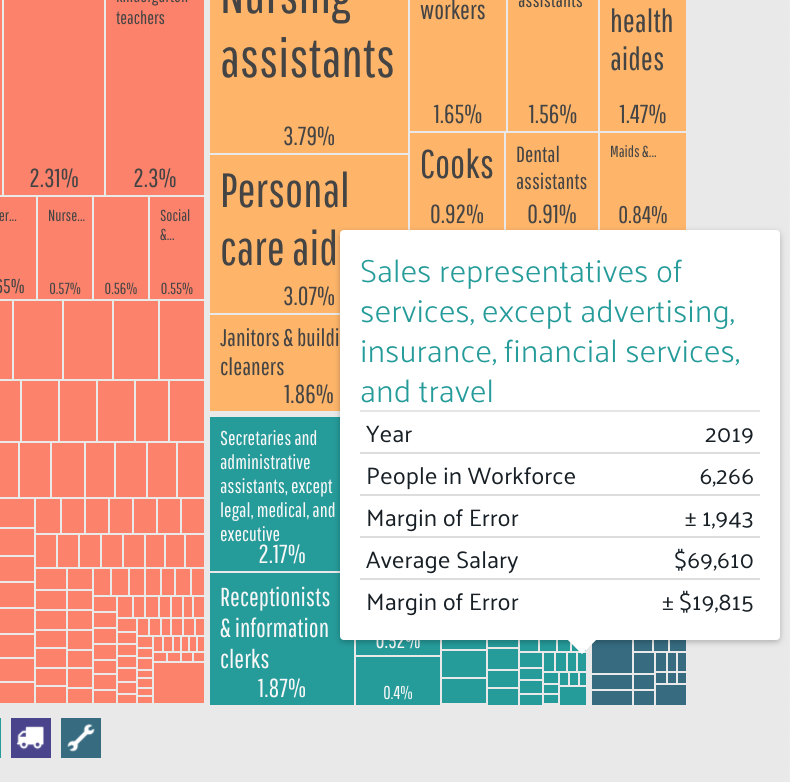 Nursing
assistants
3.79%
kindergarten
teachers
2.31%
2.3%
workers
1.65%
assistants
1.56%
health
aides
1.47%
Personal
care aid
3.07%
Cooks
0.92%
Dental
assistants
0.91%
Maids &...
0.84%
er...
65%
Nurse...
0.57%
0.56%
Social
&...
0.55%
Janitors & buildi
cleaners
1.86%
Sales representatives of
services, except advertising,
insurance, financial services,
and travel
Year 2019
People in Workforce 6,266
Margin of Error ± 1,943
Average Salary $69,610
Margin of Error ± $19,815
Secretaries and
administrative
assistants, except
legal, medical, and
executive
2.17%
Receptionists
& information
clerks
1.87%
0.52%
0.4%